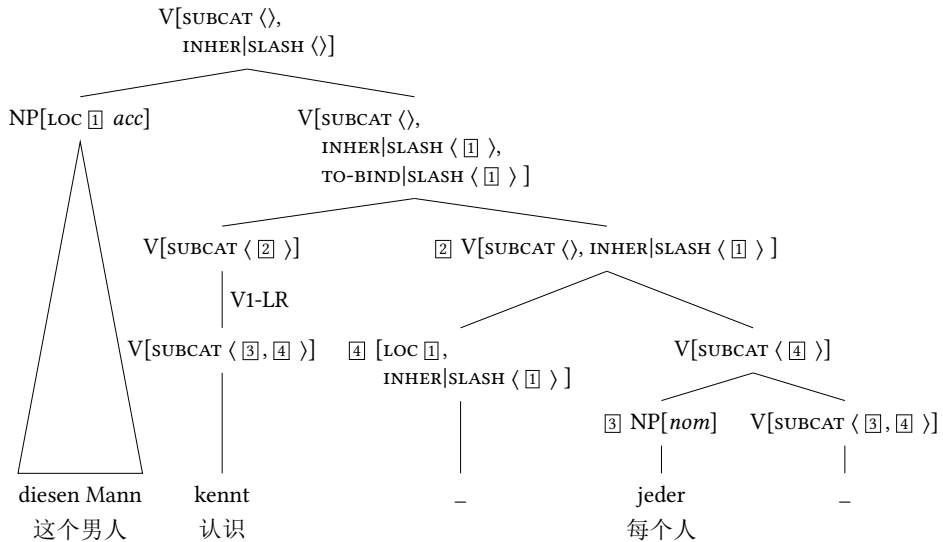 V[SUBCAT ⟨⟩,
INHER|SLASH ⟨⟩]
NP[LOC 1 acc]
V[SUBCAT ⟨⟩,
INHER|SLASH ⟨ 1 ⟩,
TO-BIND|SLASH ⟨ 1 ⟩ ]
V[SUBCAT ⟨ 2 ⟩]
2 V[SUBCAT ⟨⟩, INHER|SLASH ⟨ 1 ⟩ ]
V1-LR
V[SUBCAT ⟨ 3, 4 ⟩]
4 [LOC 1,
INHER|SLASH ⟨ 1 ⟩ ]
V[SUBCAT ⟨ 4 ⟩]
3 NP[nom]
V[SUBCAT ⟨ 3, 4 ⟩]
diesen Mann kennt _ jeder _
这个男人 认识 每个人